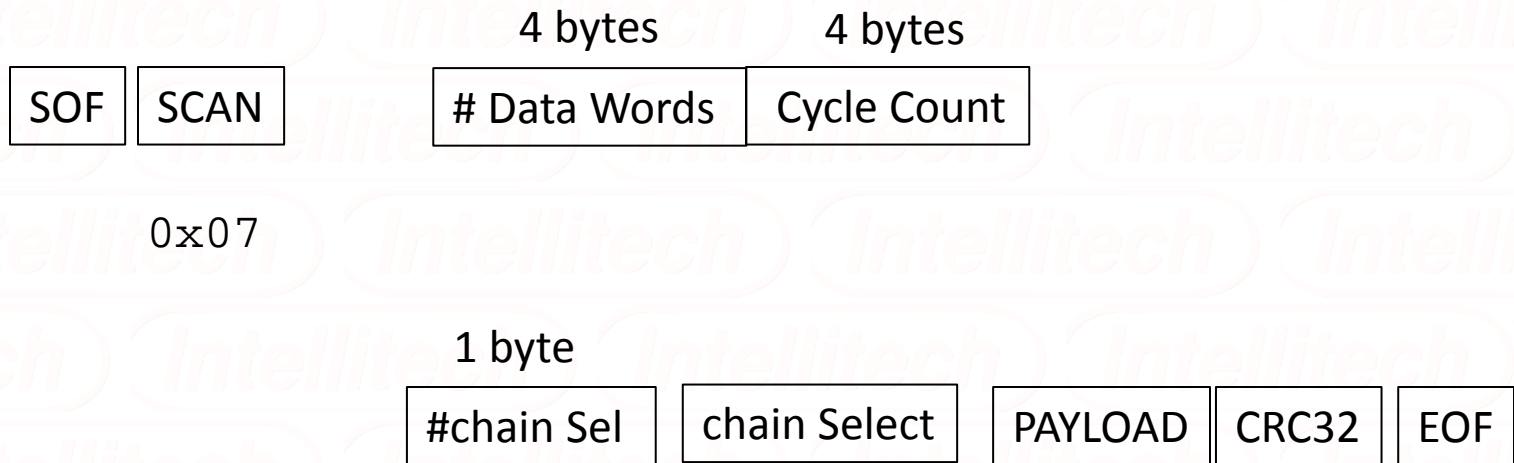 4 bytes 4 bytes
SOF SCAN # Data Words Cycle Count
0x07
1 byte
#chain Sel chain Select PAYLOAD CRC32 EOF
Intellitech